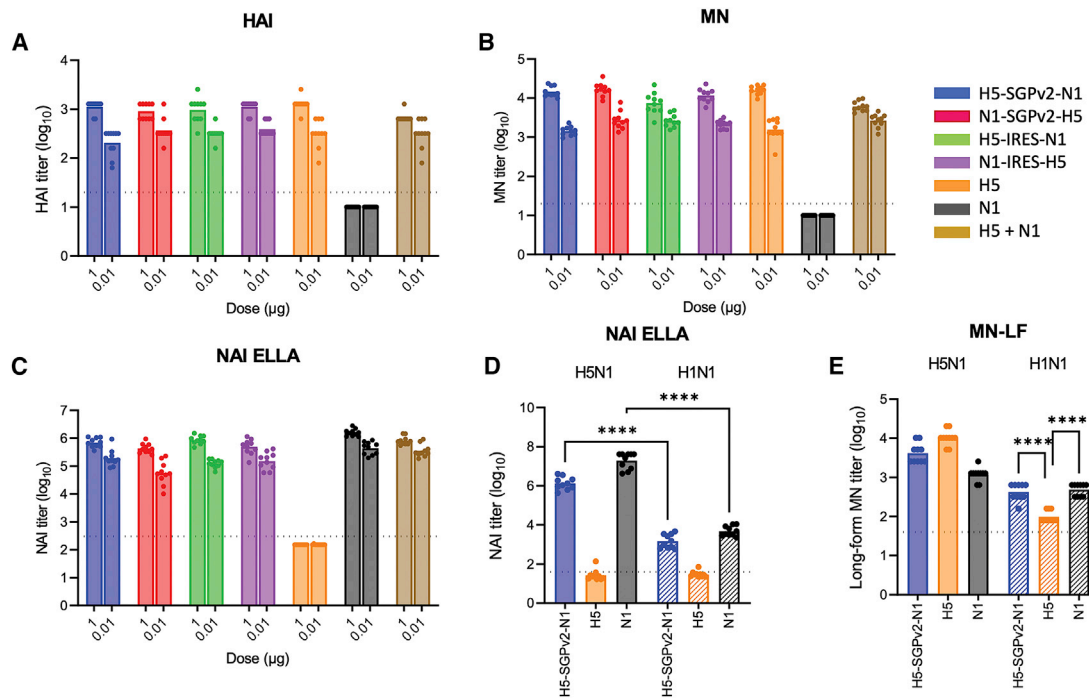 HAI
A
HAI titer (log10)
4
3
2
1
0
1 0.01 1 0.01 1 0.01 1 0.01 1 0.01 1 0.01 1 0.01
Dose (µg)
MN
B
MN titer (log10)
5
4
3
2
1
0
1 0.01 1 0.01 1 0.01 1 0.01 1 0.01 1 0.01 1 0.01
Dose (µg)
H5-SGPv2-N1
N1-SGPv2-H5
H5-IRES-N1
N1-IRES-H5
H5
N1
H5 + N1
NAI ELLA
C
NAI titer (log10)
7
6
5
4
3
2
1
0
1 0.01 1 0.01 1 0.01 1 0.01 1 0.01 1 0.01 1 0.01
Dose (µg)
NAI ELLA
D
H5N1 H1N1
NAI titer (log10)
10
8
6
4
2
0
****
****
H5-SGPv2-N1
H5
N1
H5-SGPv2-N1
H5
N1
MN-LF
E
H5N1 H1N1
Long-form MN titer (log10)
5
4
3
2
1
0
****
****
H5-SGPv2-N1
H5
N1
H5-SGPv2-N1
H5
N1